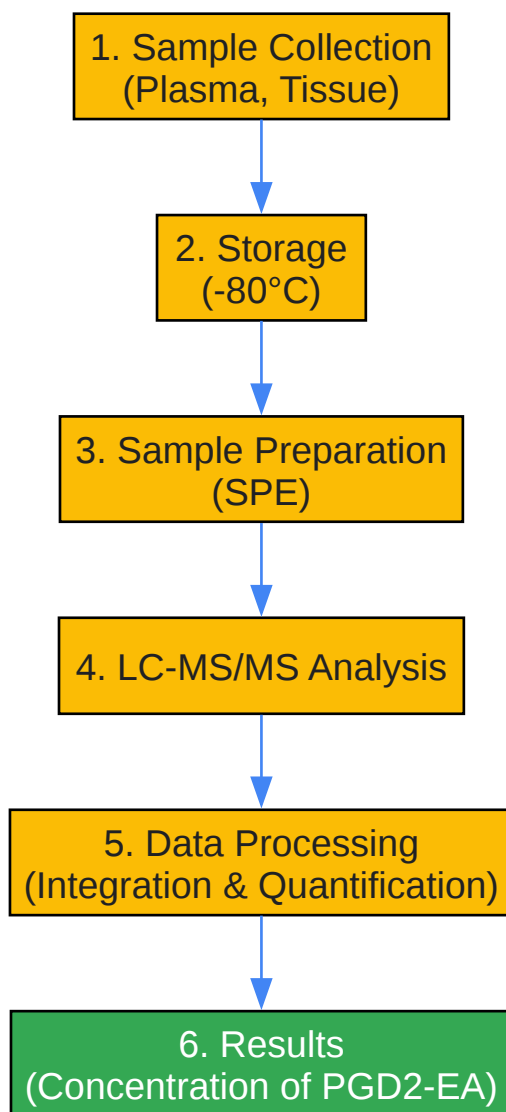 1. Sample Collection
(Plasma, Tissue)
2. Storage
(-80°C)
3. Sample Preparation
(SPE)
4. LC-MS/MS Analysis
5. Data Processing
(Integration & Quantification)
6. Results
(Concentration of PGD2-EA)